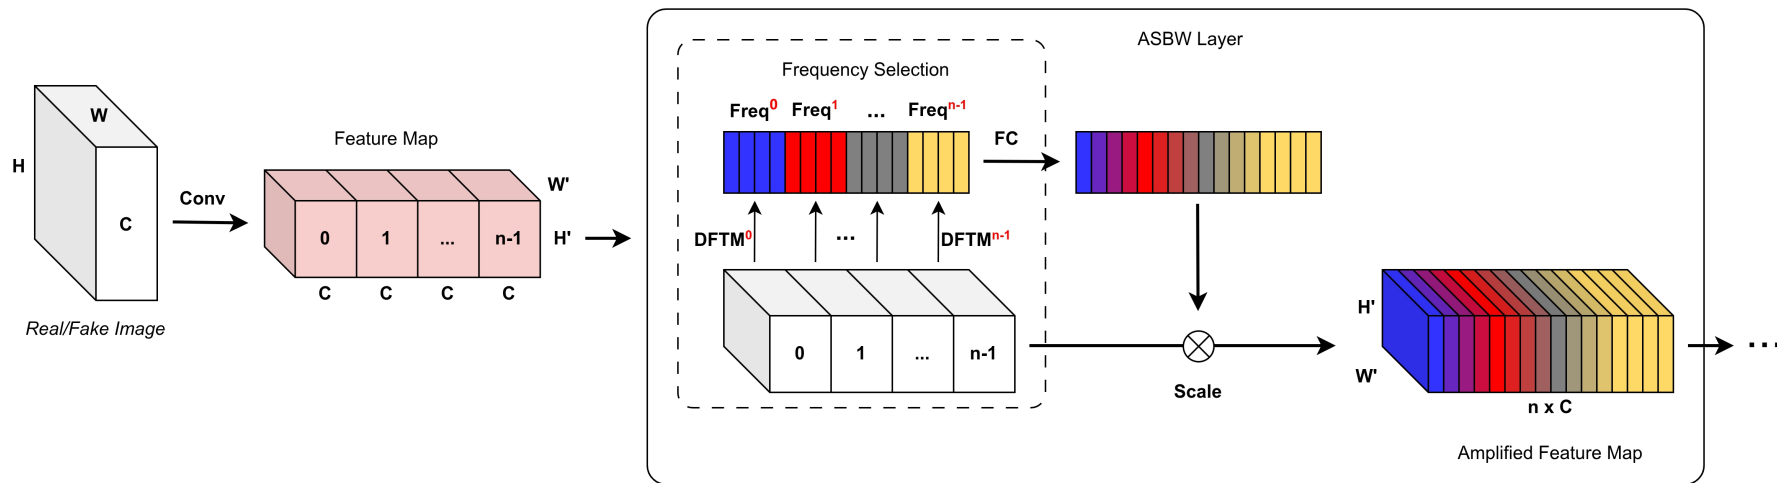 ASBW Layer
Frequency Selection
Freq0 Freq1 ... Freqn-1
FC
W
H
C
Real/Fake Image
Conv
Feature Map
W'
H'
0 1 ... n-1
C C C C
DFTM0 ... DFTMn-1
0 1 ... n-1
Scale
H'
W'
n x C
Amplified Feature Map
...